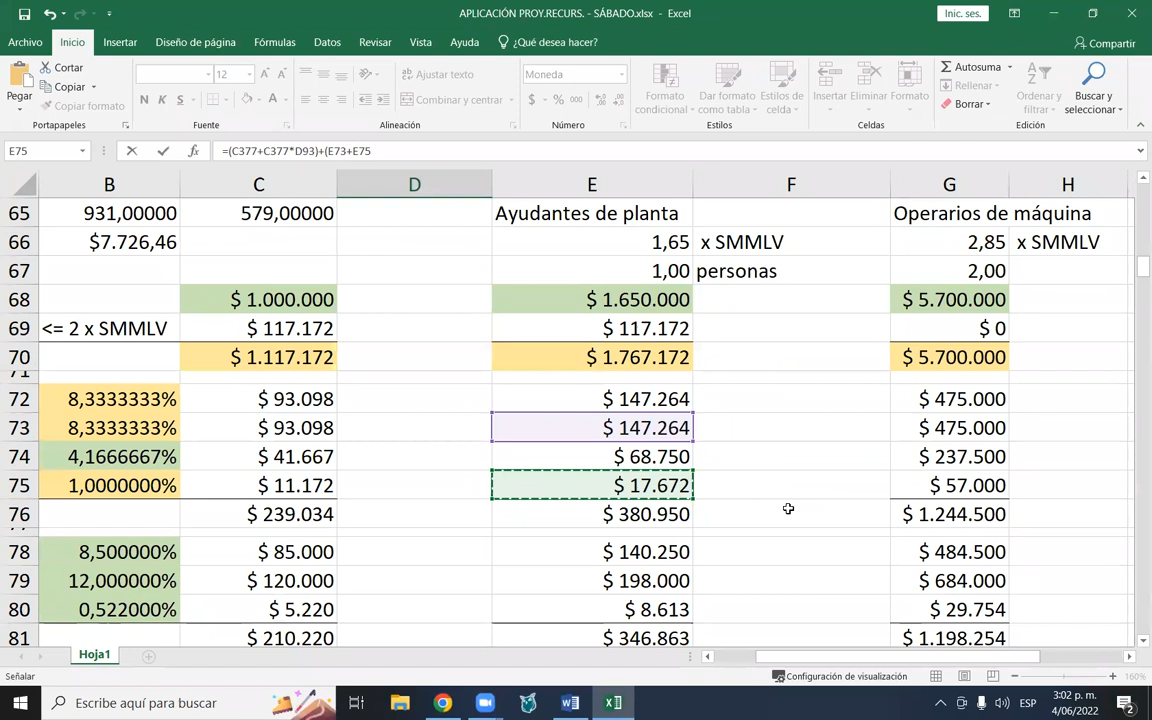 APLICACIÓN PROY.RECURS. - SÁBADO.xlsx - Excel
Inic. ses.
Archivo Inicio Insertar Diseño de página Fórmulas Datos Revisar Vista Ayuda ¿Qué desea hacer? Compartir
Pegar
Cortar
Copiar
Copiar formato
Portapapeles
12
N K S
Fuente
Ajustar texto
Combinar y centrar
Alineación
Moneda
$ % 000
Número
Formato condicional
Dar formato como tabla
Estilos de celda
Estilos
Insertar Eliminar Formato
Celdas
Autosuma
Rellenar
Borrar
Ordenar y filtrar
Buscar y seleccionar
Edición
E75 fx =(C377+C377*D93)+(E73+E75
B C D E F G H
65 931,00000 579,00000 Ayudantes de planta Operarios de máquina
66 $7.726,46 1,65 x SMMLV 2,85 x SMMLV
67 1,00 personas 2,00
68 $ 1.000.000 $ 1.650.000 $ 5.700.000
69 <= 2 x SMMLV $ 117.172 $ 117.172 $ 0
70 $ 1.117.172 $ 1.767.172 $ 5.700.000
71
72 8,3333333% $ 93.098 $ 147.264 $ 475.000
73 8,3333333% $ 93.098 $ 147.264 $ 475.000
74 4,1666667% $ 41.667 $ 68.750 $ 237.500
75 1,0000000% $ 11.172 $ 17.672 $ 57.000
76 $ 239.034 $ 380.950 $ 1.244.500
78 8,500000% $ 85.000 $ 140.250 $ 484.500
79 12,000000% $ 120.000 $ 198.000 $ 684.000
80 0,522000% $ 5.220 $ 8.613 $ 29.754
81 $ 210.220 $ 346.863 $ 1.198.254
Hoja1
Señalar Configuración de visualización 160%
Escribe aquí para buscar
ESP
3:02 p. m.
4/06/2022
2